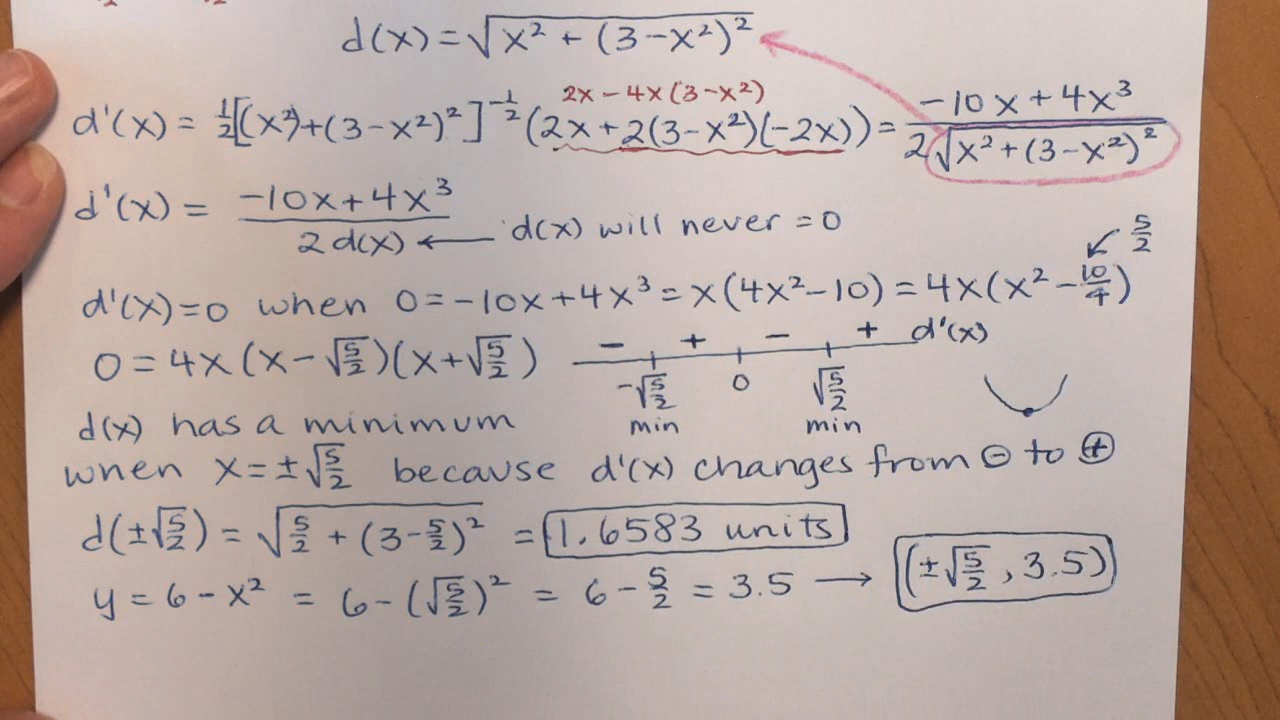 d(x) = √(x² + (3-x²)²)
2x - 4x(3-x²)
d'(x) = ½[(x²)+(3-x²)²]^(-1/2) (2x+2(3-x²)(-2x)) = (-10x+4x³)/(2√(x²+(3-x²)²))
d'(x) = (-10x+4x³)/(2d(x)) ← d(x) will never = 0
5/2
d'(x)=0 when 0=-10x+4x³ = x(4x²-10) = 4x(x²-10/4)
0 = 4x(x-√(5/2))(x+√(5/2)) - + - + d'(x)
-√(5/2) 0 √(5/2)
min min
d(x) has a minimum
when x=±√(5/2) because d'(x) changes from ⊖ to ⊕
d(±√(5/2)) = √(5/2 + (3-5/2)²) = 1.6583 units
y = 6-x² = 6-(√(5/2))² = 6-5/2 = 3.5 → (±√(5/2), 3.5)